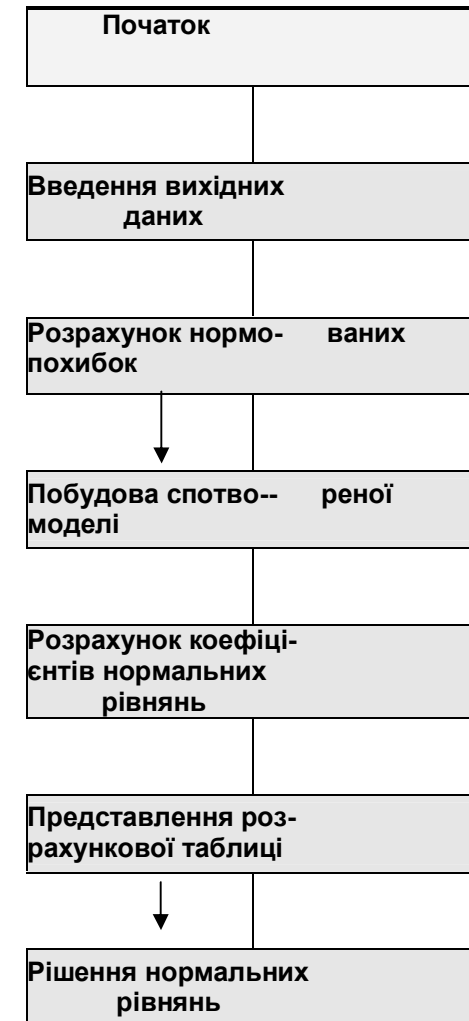 Початок
Введення вихідних
даних
Розрахунок нормо- ваних
похибок
Побудова спотво-- реної
моделі
Розрахунок коефіці-
єнтів нормальних
рівнянь
Представлення роз-
рахункової таблиці
Рішення нормальних
рівнянь